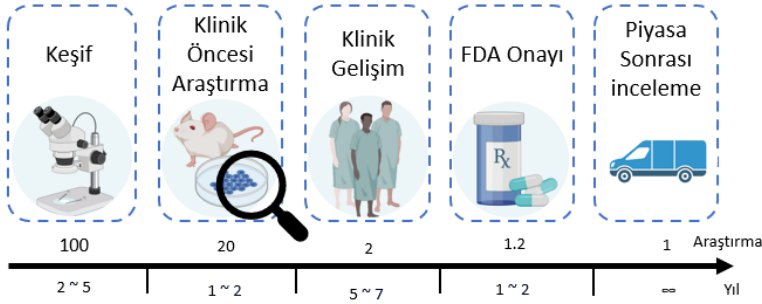 Keşif
Klinik
Öncesi
Araştırma
Klinik
Gelişim
FDA Onayı
Piyasa
Sonrası
inceleme
Rx
100
20
2
1.2
1
Araştırma
2 ~ 5
1 ~ 2
5 ~ 7
1 ~ 2
∞
Yıl